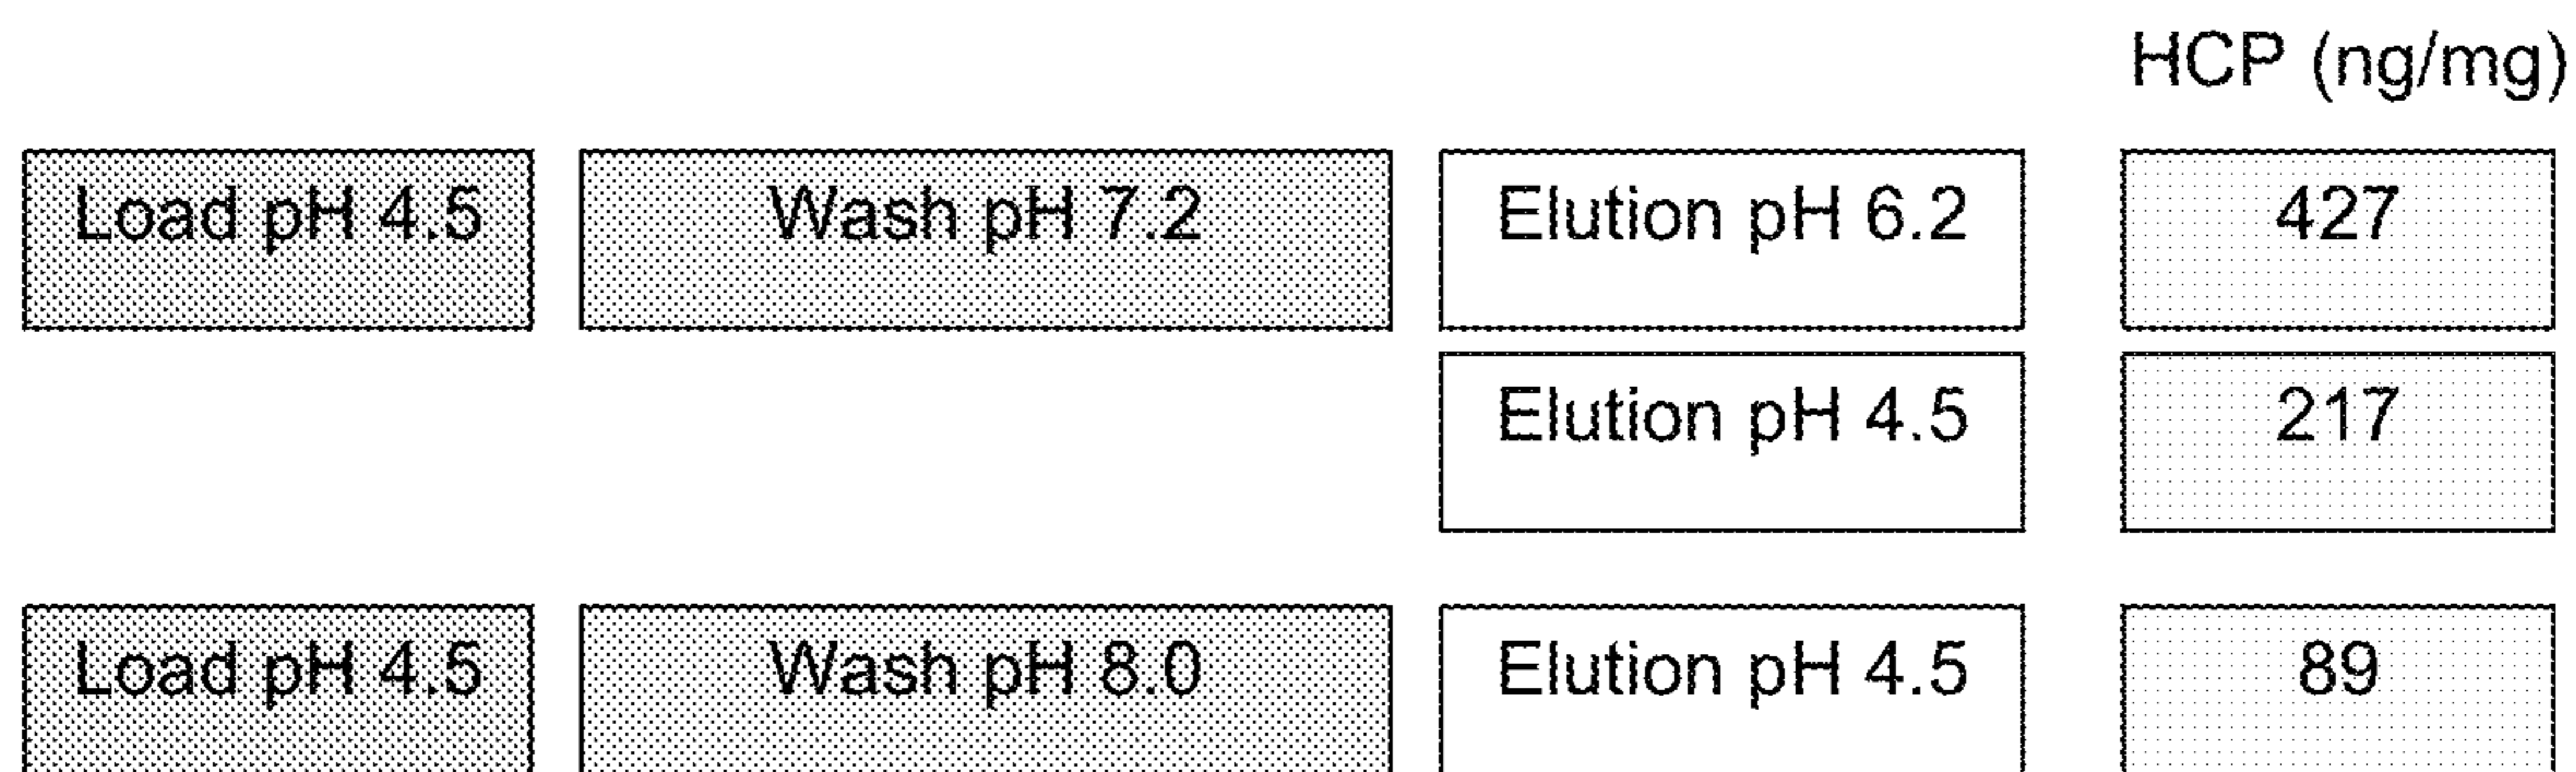 HCP (ng/mg)
Load pH 4.5 Wash pH 7.2 Elution pH 6.2 427
Elution pH 4.5 217
Load pH 4.5 Wash pH 8.0 Elution pH 4.5 89